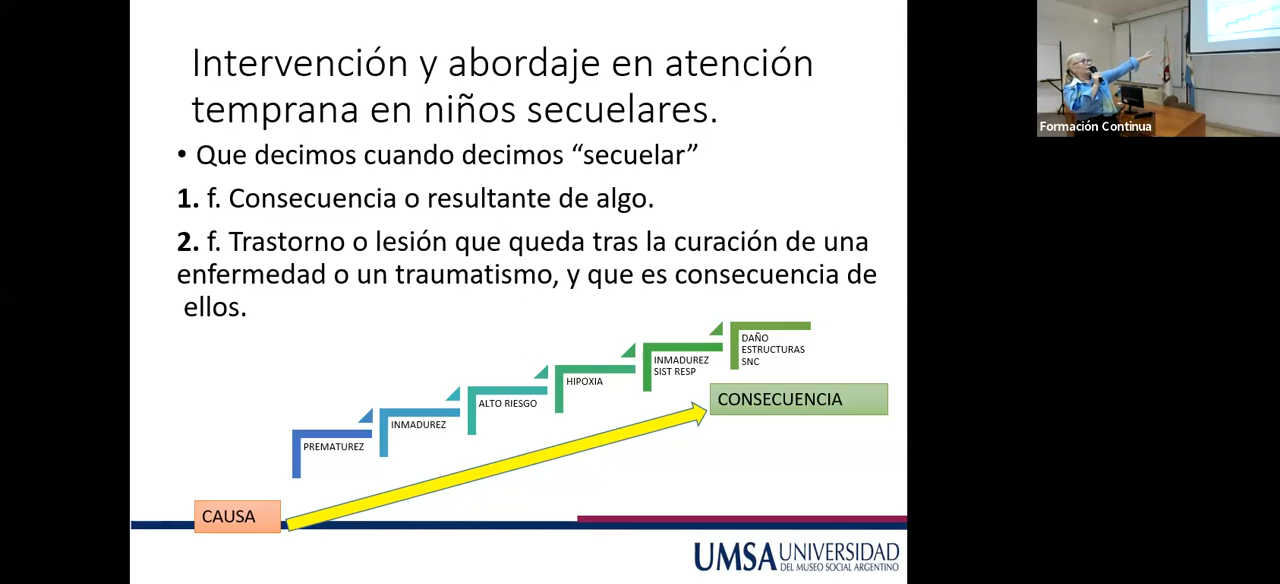 Intervención y abordaje en atención
temprana en niños secuelares.
• Que decimos cuando decimos “secuelar”
1. f. Consecuencia o resultante de algo.
2. f. Trastorno o lesión que queda tras la curación de una
enfermedad o un traumatismo, y que es consecuencia de
ellos.
PREMATUREZ
INMADUREZ
ALTO RIESGO
HIPOXIA
INMADUREZ
SIST RESP
DAÑO
ESTRUCTURAS
SNC
CAUSA
CONSECUENCIA
UMSA UNIVERSIDAD
DEL MUSEO SOCIAL ARGENTINO
Formación Continua